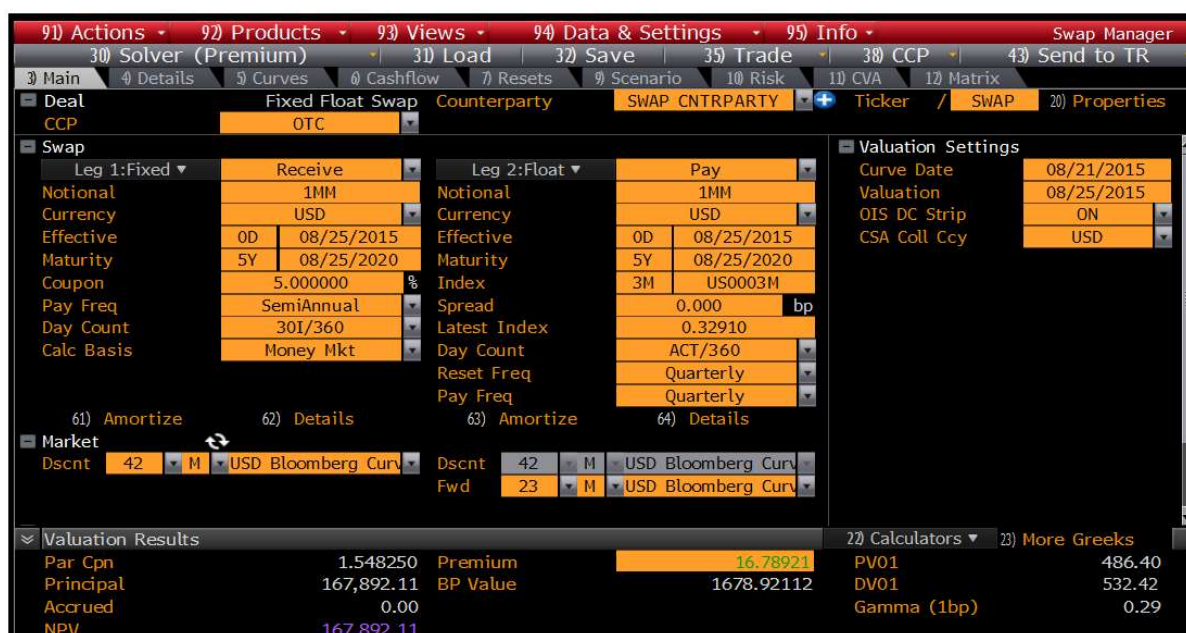 91) Actions 92) Products 93) Views 94) Data & Settings 95) Info Swap Manager
30) Solver (Premium) 31) Load 32) Save 35) Trade 38) CCP 43) Send to TR
3) Main 4) Details 5) Curves 6) Cashflow 7) Resets 9) Scenario 10) Risk 11) CVA 12) Matrix
Deal Fixed Float Swap Counterparty SWAP CNTRPARTY Ticker / SWAP 20) Properties
CCP OTC
Swap Valuation Settings
Leg 1:Fixed Receive Leg 2:Float Pay Curve Date 08/21/2015
Notional 1MM Notional 1MM Valuation 08/25/2015
Currency USD Currency USD OIS DC Strip ON
Effective 0D 08/25/2015 Effective 0D 08/25/2015 CSA Coll Ccy USD
Maturity 5Y 08/25/2020 Maturity 5Y 08/25/2020
Coupon 5.000000 % Index 3M US0003M
Pay Freq SemiAnnual Spread 0.000 bp
Day Count 30I/360 Latest Index 0.32910
Calc Basis Money Mkt Day Count ACT/360
Reset Freq Quarterly
Pay Freq Quarterly
61) Amortize 62) Details 63) Amortize 64) Details
Market
Dscnt 42 M USD Bloomberg Curv Dscnt 42 M USD Bloomberg Curv
Fwd 23 M USD Bloomberg Curv
Valuation Results 22) Calculators 23) More Greeks
Par Cpn 1.548250 Premium 16.78921 PV01 486.40
Principal 167,892.11 BP Value 1678.92112 DV01 532.42
Accrued 0.00 Gamma (1bp) 0.29
NPV 167,892.11